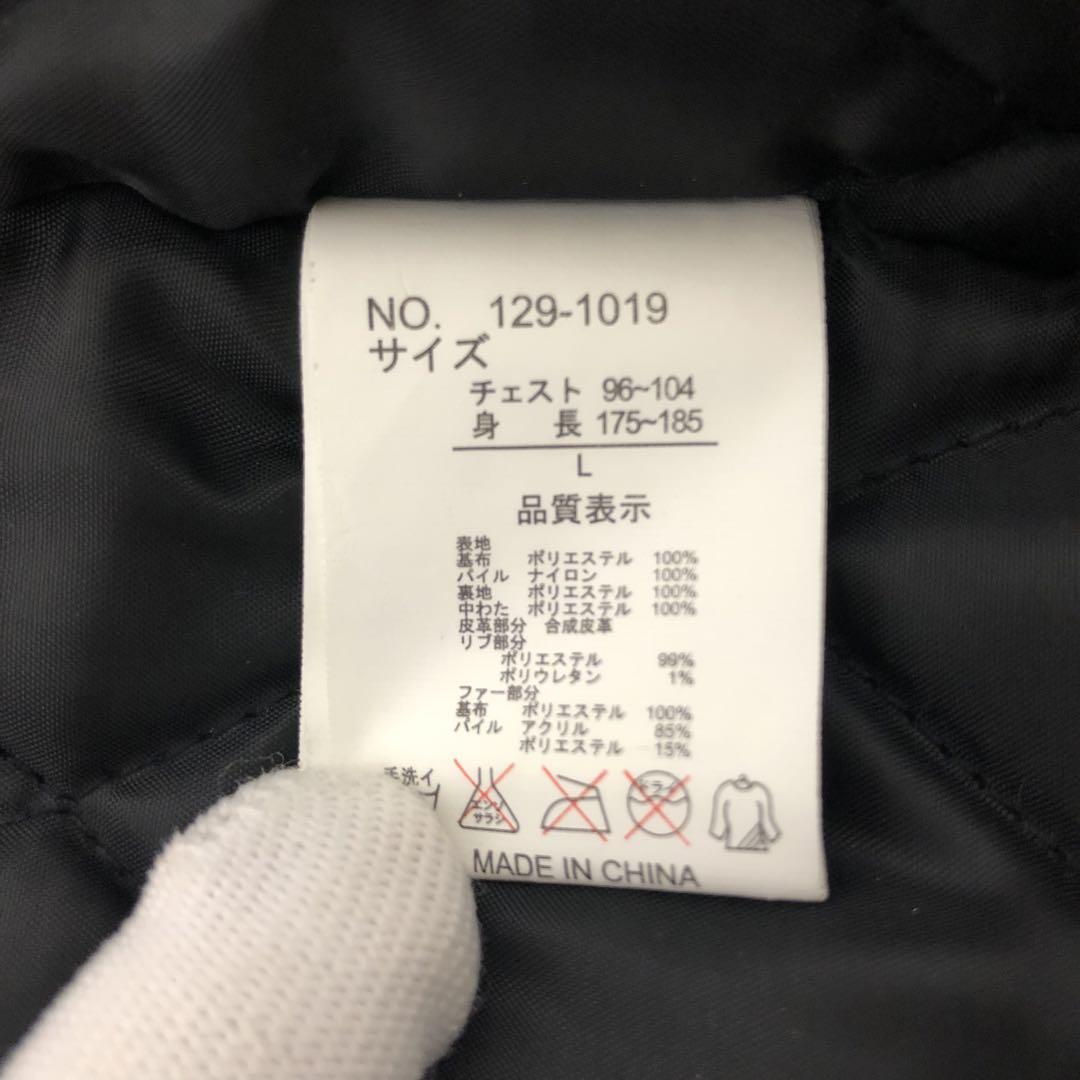 NO. 129-1019
サイズ
チェスト 96~104
身 長 175~185
L
品質表示
表地
基布 ポリエステル 100%
パイル ナイロン 100%
裏地 ポリエステル 100%
中わた ポリエステル 100%
皮革部分 合成皮革
リブ部分
ポリエステル 99%
ポリウレタン 1%
ファー部分
基布 ポリエステル 100%
パイル アクリル 85%
ポリエステル 15%
手洗イ
エンソ
サラシ
ドライ
MADE IN CHINA